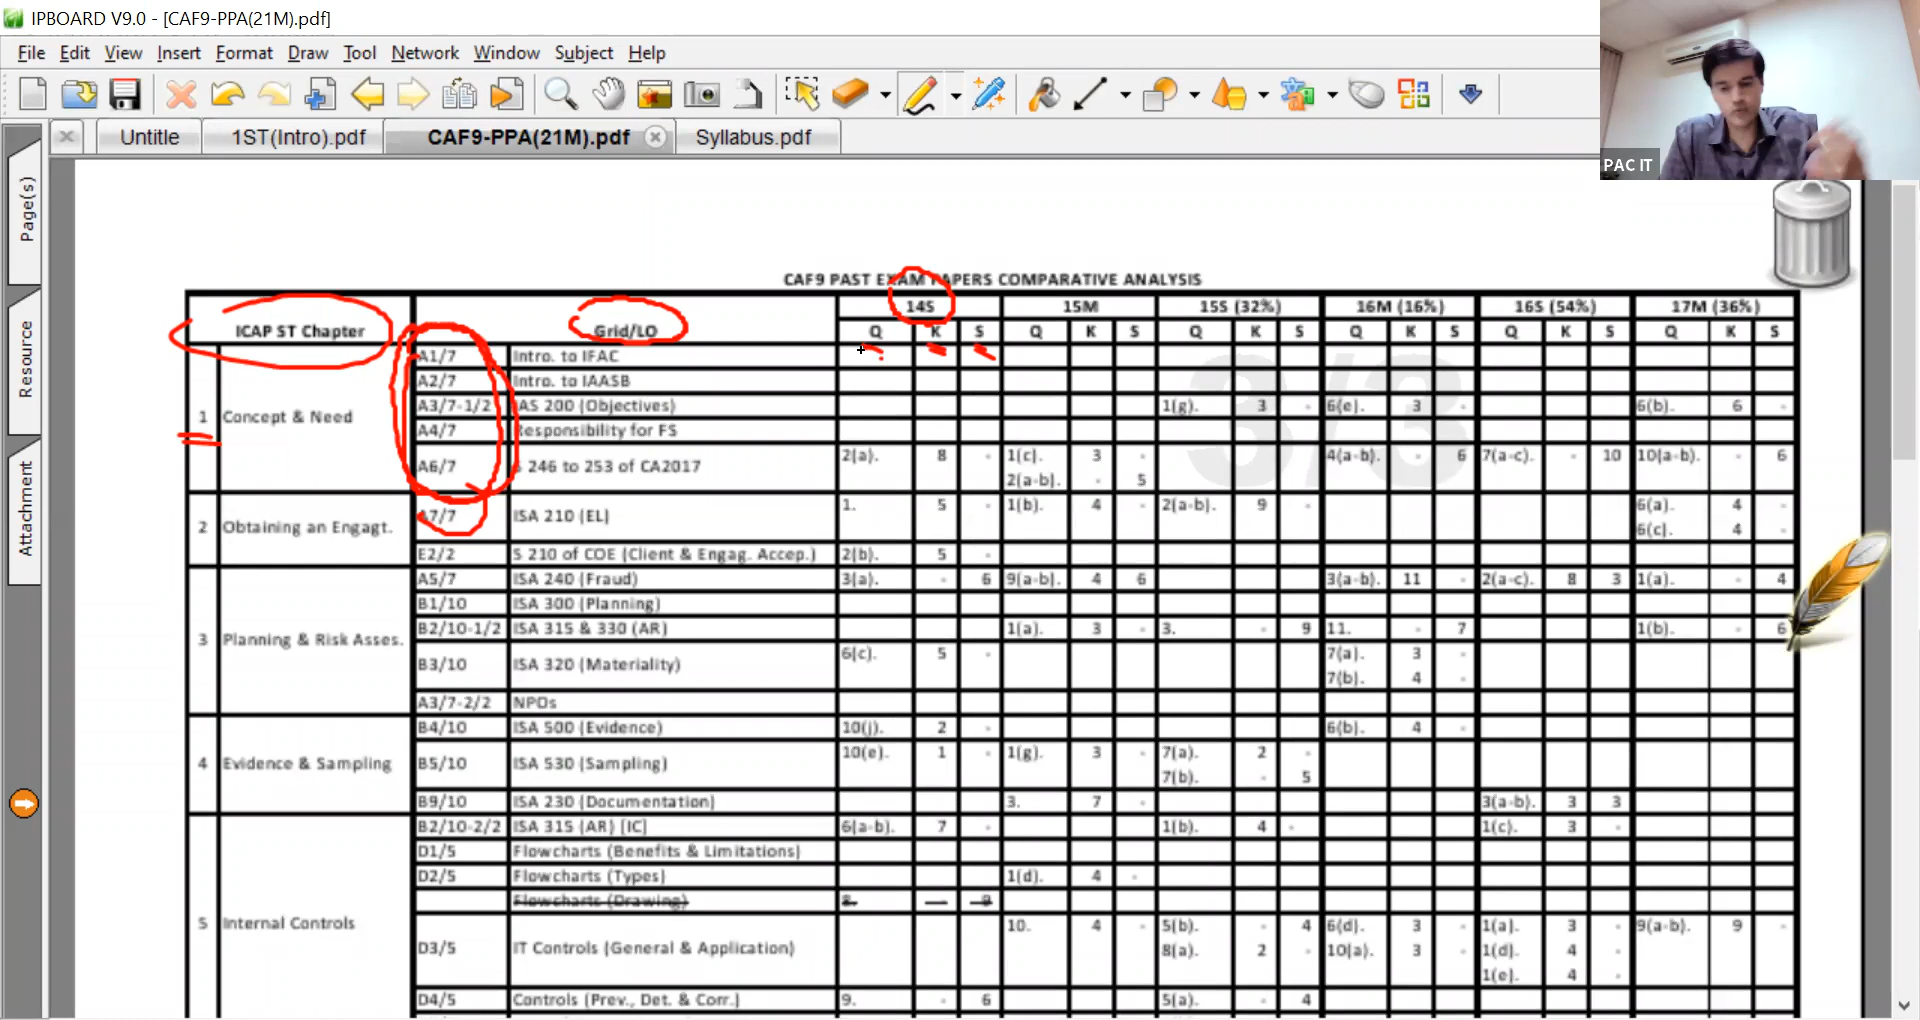 IPBOARD V9.0 - [CAF9-PPA(21M).pdf]
File Edit View Insert Format Draw Tool Network Window Subject Help
Untitle 1ST(Intro).pdf CAF9-PPA(21M).pdf Syllabus.pdf
PAC IT
Page(s)
Resource
Attachment
3/3
CAF9 PAST EXAM PAPERS COMPARATIVE ANALYSIS
ICAP ST Chapter Grid/LO 14S 15M 15S (32%) 16M (16%) 16S (54%) 17M (36%)
Q K S Q K S Q K S Q K S Q K S Q K S
1 Concept & Need
A1/7 Intro. to IFAC
A2/7 Intro. to IAASB
A3/7-1/2 IAS 200 (Objectives) 1(g). 3 - 6(e). 3 - 6(b). 6 -
A4/7 Responsibility for FS
A6/7 S 246 to 253 of CA2017 2(a). 8 - 1(c). 3 - 4(a-b). - 6 7(a-c). - 10 10(a-b). - 6
2(a-b). - 5
2 Obtaining an Engagt.
A7/7 ISA 210 (EL) 1. 5 - 1(b). 4 - 2(a-b). 9 - 6(a). 4 -
6(c). 4 -
E2/2 S 210 of COE (Client & Engag. Accep.) 2(b). 5 -
3 Planning & Risk Asses.
A5/7 ISA 240 (Fraud) 3(a). - 6 9(a-b). 4 6 3(a-b). 11 - 2(a-c). 8 3 1(a). - 4
B1/10 ISA 300 (Planning)
B2/10-1/2 ISA 315 & 330 (AR) 1(a). 3 - 3. - 9 11. - 7 1(b). - 6
B3/10 ISA 320 (Materiality) 6(c). 5 - 7(a). 3 -
7(b). 4 -
A3/7-2/2 NPOs
4 Evidence & Sampling
B4/10 ISA 500 (Evidence) 10(j). 2 - 6(b). 4 -
B5/10 ISA 530 (Sampling) 10(e). 1 - 1(g). 3 - 7(a). 2 -
7(b). - 5
B9/10 ISA 230 (Documentation) 3. 7 - 3(a-b). 3 3
5 Internal Controls
B2/10-2/2 ISA 315 (AR) [IC] 6(a-b). 7 - 1(b). 4 - 1(c). 3 -
D1/5 Flowcharts (Benefits & Limitations)
D2/5 Flowcharts (Types) 1(d). 4 -
Flowcharts (Drawing) 8. — 9
D3/5 IT Controls (General & Application) 10. 4 - 5(b). - 4 6(d). 3 - 1(a). 3 - 9(a-b). 9 -
8(a). 2 - 10(a). 3 - 1(d). 4 -
1(e). 4 -
D4/5 Controls (Prev., Det. & Corr.) 9. - 6 5(a). - 4